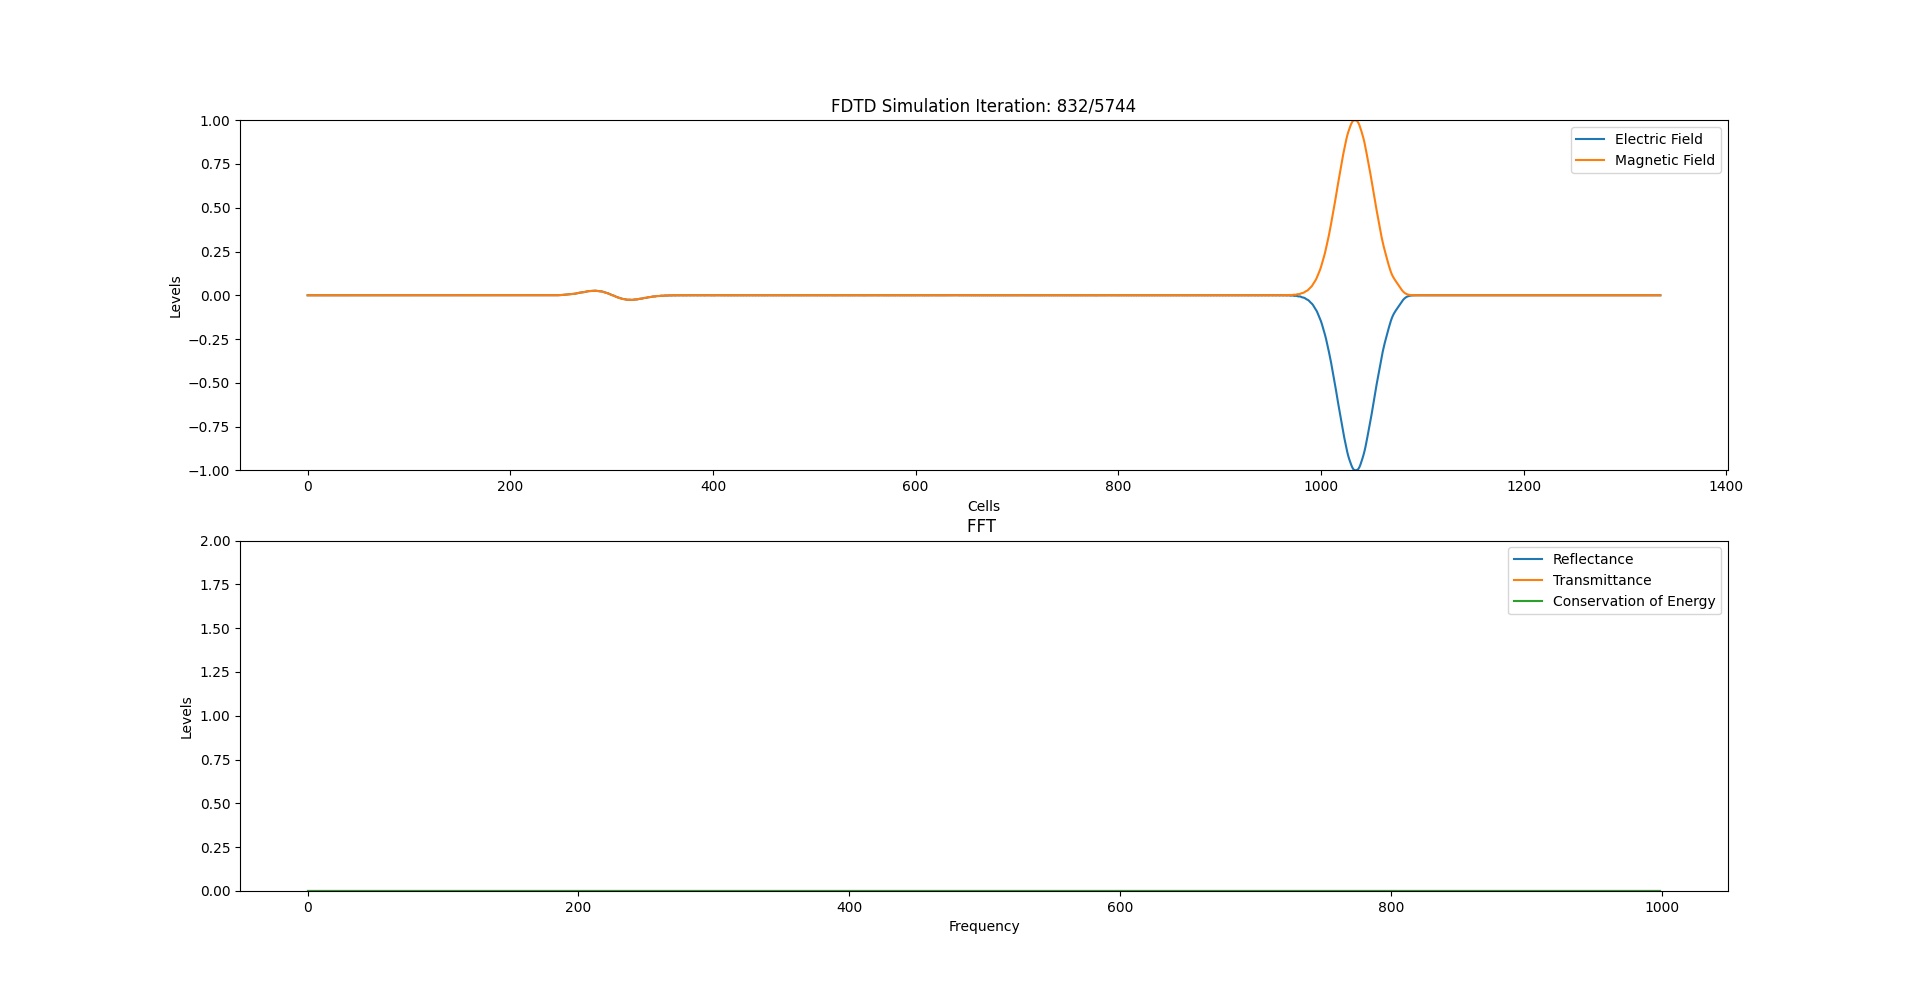 FDTD Simulation Iteration: 832/5744
1.00
0.75
0.50
0.25
0.00
−0.25
−0.50
−0.75
−1.00
Levels
Electric Field
Magnetic Field
0 200 400 600 800 1000 1200 1400
Cells
FFT
2.00
1.75
1.50
1.25
1.00
0.75
0.50
0.25
0.00
Levels
Reflectance
Transmittance
Conservation of Energy
0 200 400 600 800 1000
Frequency